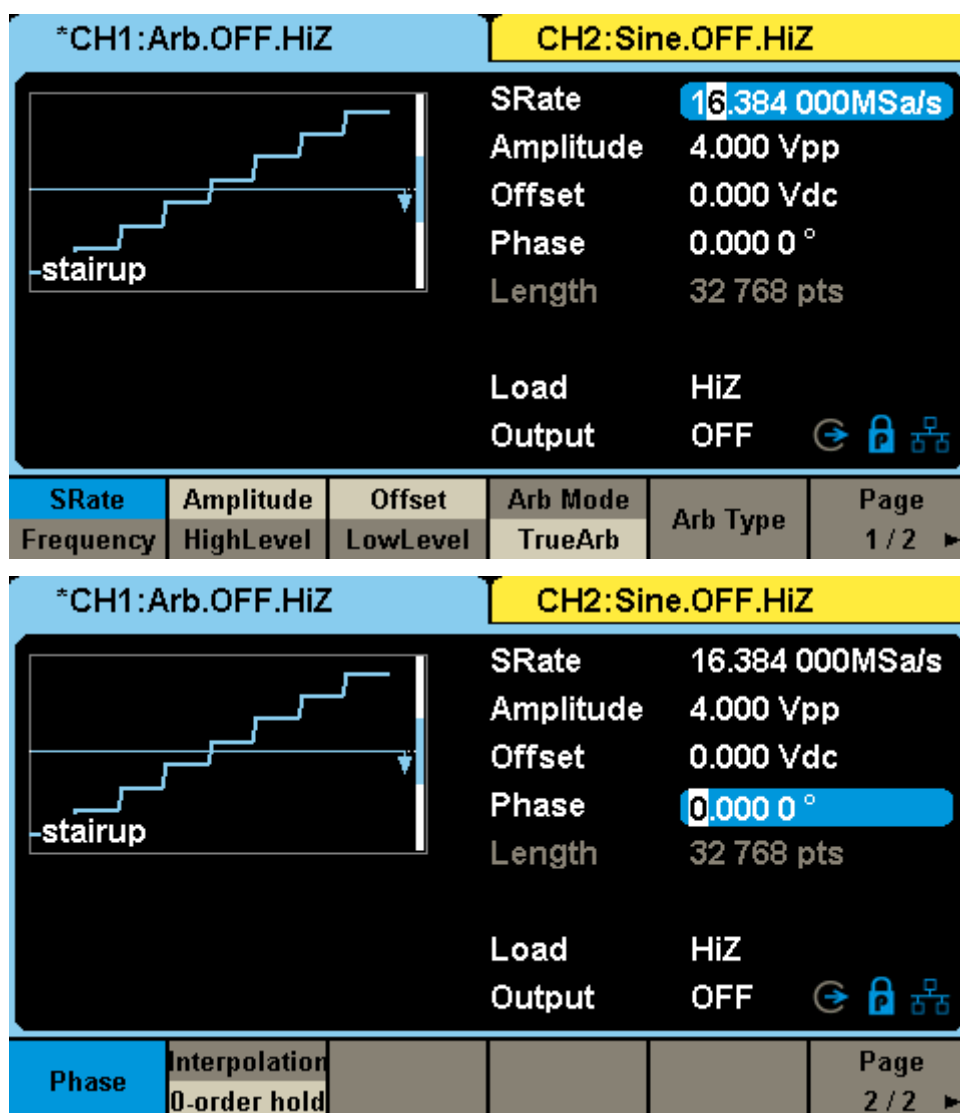 *CH1:Arb.OFF.HiZ CH2:Sine.OFF.HiZ
SRate 16.384 000MSa/s
Amplitude 4.000 Vpp
Offset 0.000 Vdc
Phase 0.000 0 °
stairup
Length 32 768 pts
Load HiZ
Output OFF P
SRate Amplitude Offset Arb Mode Arb Type Page
Frequency HighLevel LowLevel TrueArb 1 / 2
*CH1:Arb.OFF.HiZ CH2:Sine.OFF.HiZ
SRate 16.384 000MSa/s
Amplitude 4.000 Vpp
Offset 0.000 Vdc
Phase 0.000 0 °
stairup
Length 32 768 pts
Load HiZ
Output OFF P
Phase Interpolation Page
0-order hold 2 / 2